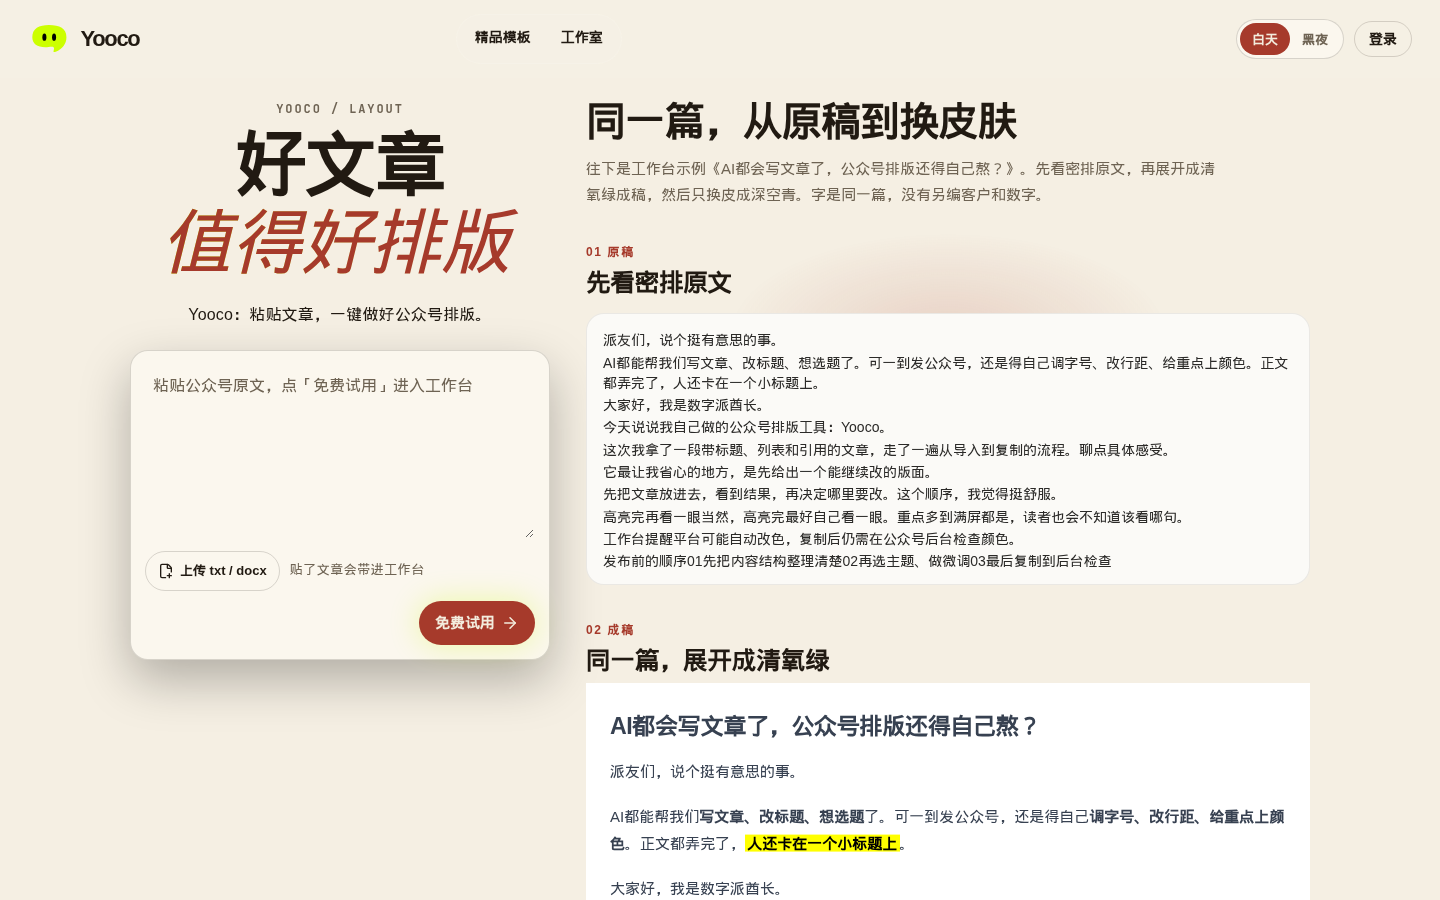 Yooco
精品模板
工作室
白天
黑夜
登录
YOOCO / LAYOUT
好文章
值得好排版
Yooco：粘贴文章，一键做好公众号排版。
粘贴公众号原文，点「免费试用」进入工作台
上传 txt / docx
贴了文章会带进工作台
免费试用
同一篇，从原稿到换皮肤
往下是工作台示例《AI都会写文章了，公众号排版还得自己熬？》。先看密排原文，再展开成清
氧绿成稿，然后只换皮成深空青。字是同一篇，没有另编客户和数字。
01 原稿
先看密排原文
派友们，说个挺有意思的事。
AI都能帮我们写文章、改标题、想选题了。可一到发公众号，还是得自己调字号、改行距、给重点上颜色。正文
都弄完了，人还卡在一个小标题上。
大家好，我是数字派酋长。
今天说说我自己做的公众号排版工具：Yooco。
这次我拿了一段带标题、列表和引用的文章，走了一遍从导入到复制的流程。聊点具体感受。
它最让我省心的地方，是先给出一个能继续改的版面。
先把文章放进去，看到结果，再决定哪里要改。这个顺序，我觉得挺舒服。
高亮完再看一眼当然，高亮完最好自己看一眼。重点多到满屏都是，读者也会不知道该看哪句。
工作台提醒平台可能自动改色，复制后仍需在公众号后台检查颜色。
发布前的顺序01先把内容结构整理清楚02再选主题、做微调03最后复制到后台检查
02 成稿
同一篇，展开成清氧绿
AI都会写文章了，公众号排版还得自己熬？
派友们，说个挺有意思的事。
AI都能帮我们写文章、改标题、想选题了。可一到发公众号，还是得自己调字号、改行距、给重点上颜
色。正文都弄完了，人还卡在一个小标题上。
大家好，我是数字派酋长。